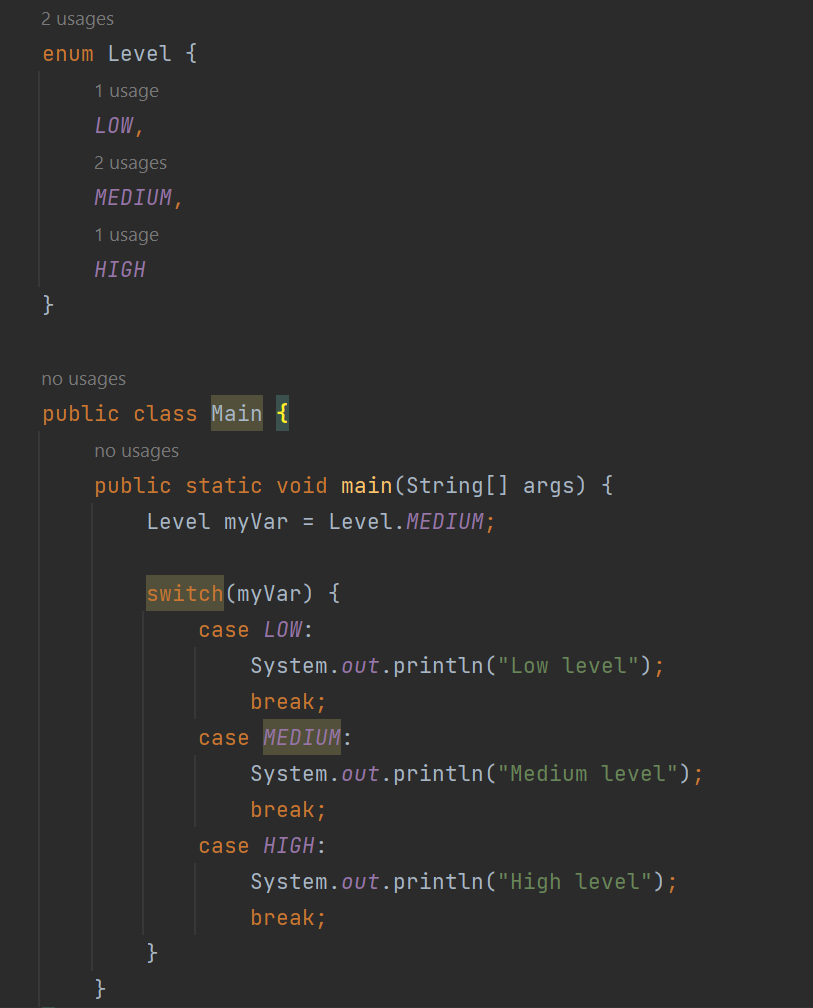 2 usages
enum Level {
1 usage
LOW,
2 usages
MEDIUM,
1 usage
HIGH
}
no usages
public class Main {
no usages
public static void main(String[] args) {
Level myVar = Level.MEDIUM;
switch(myVar) {
case LOW:
System.out.println("Low level");
break;
case MEDIUM:
System.out.println("Medium level");
break;
case HIGH:
System.out.println("High level");
break;
}
}